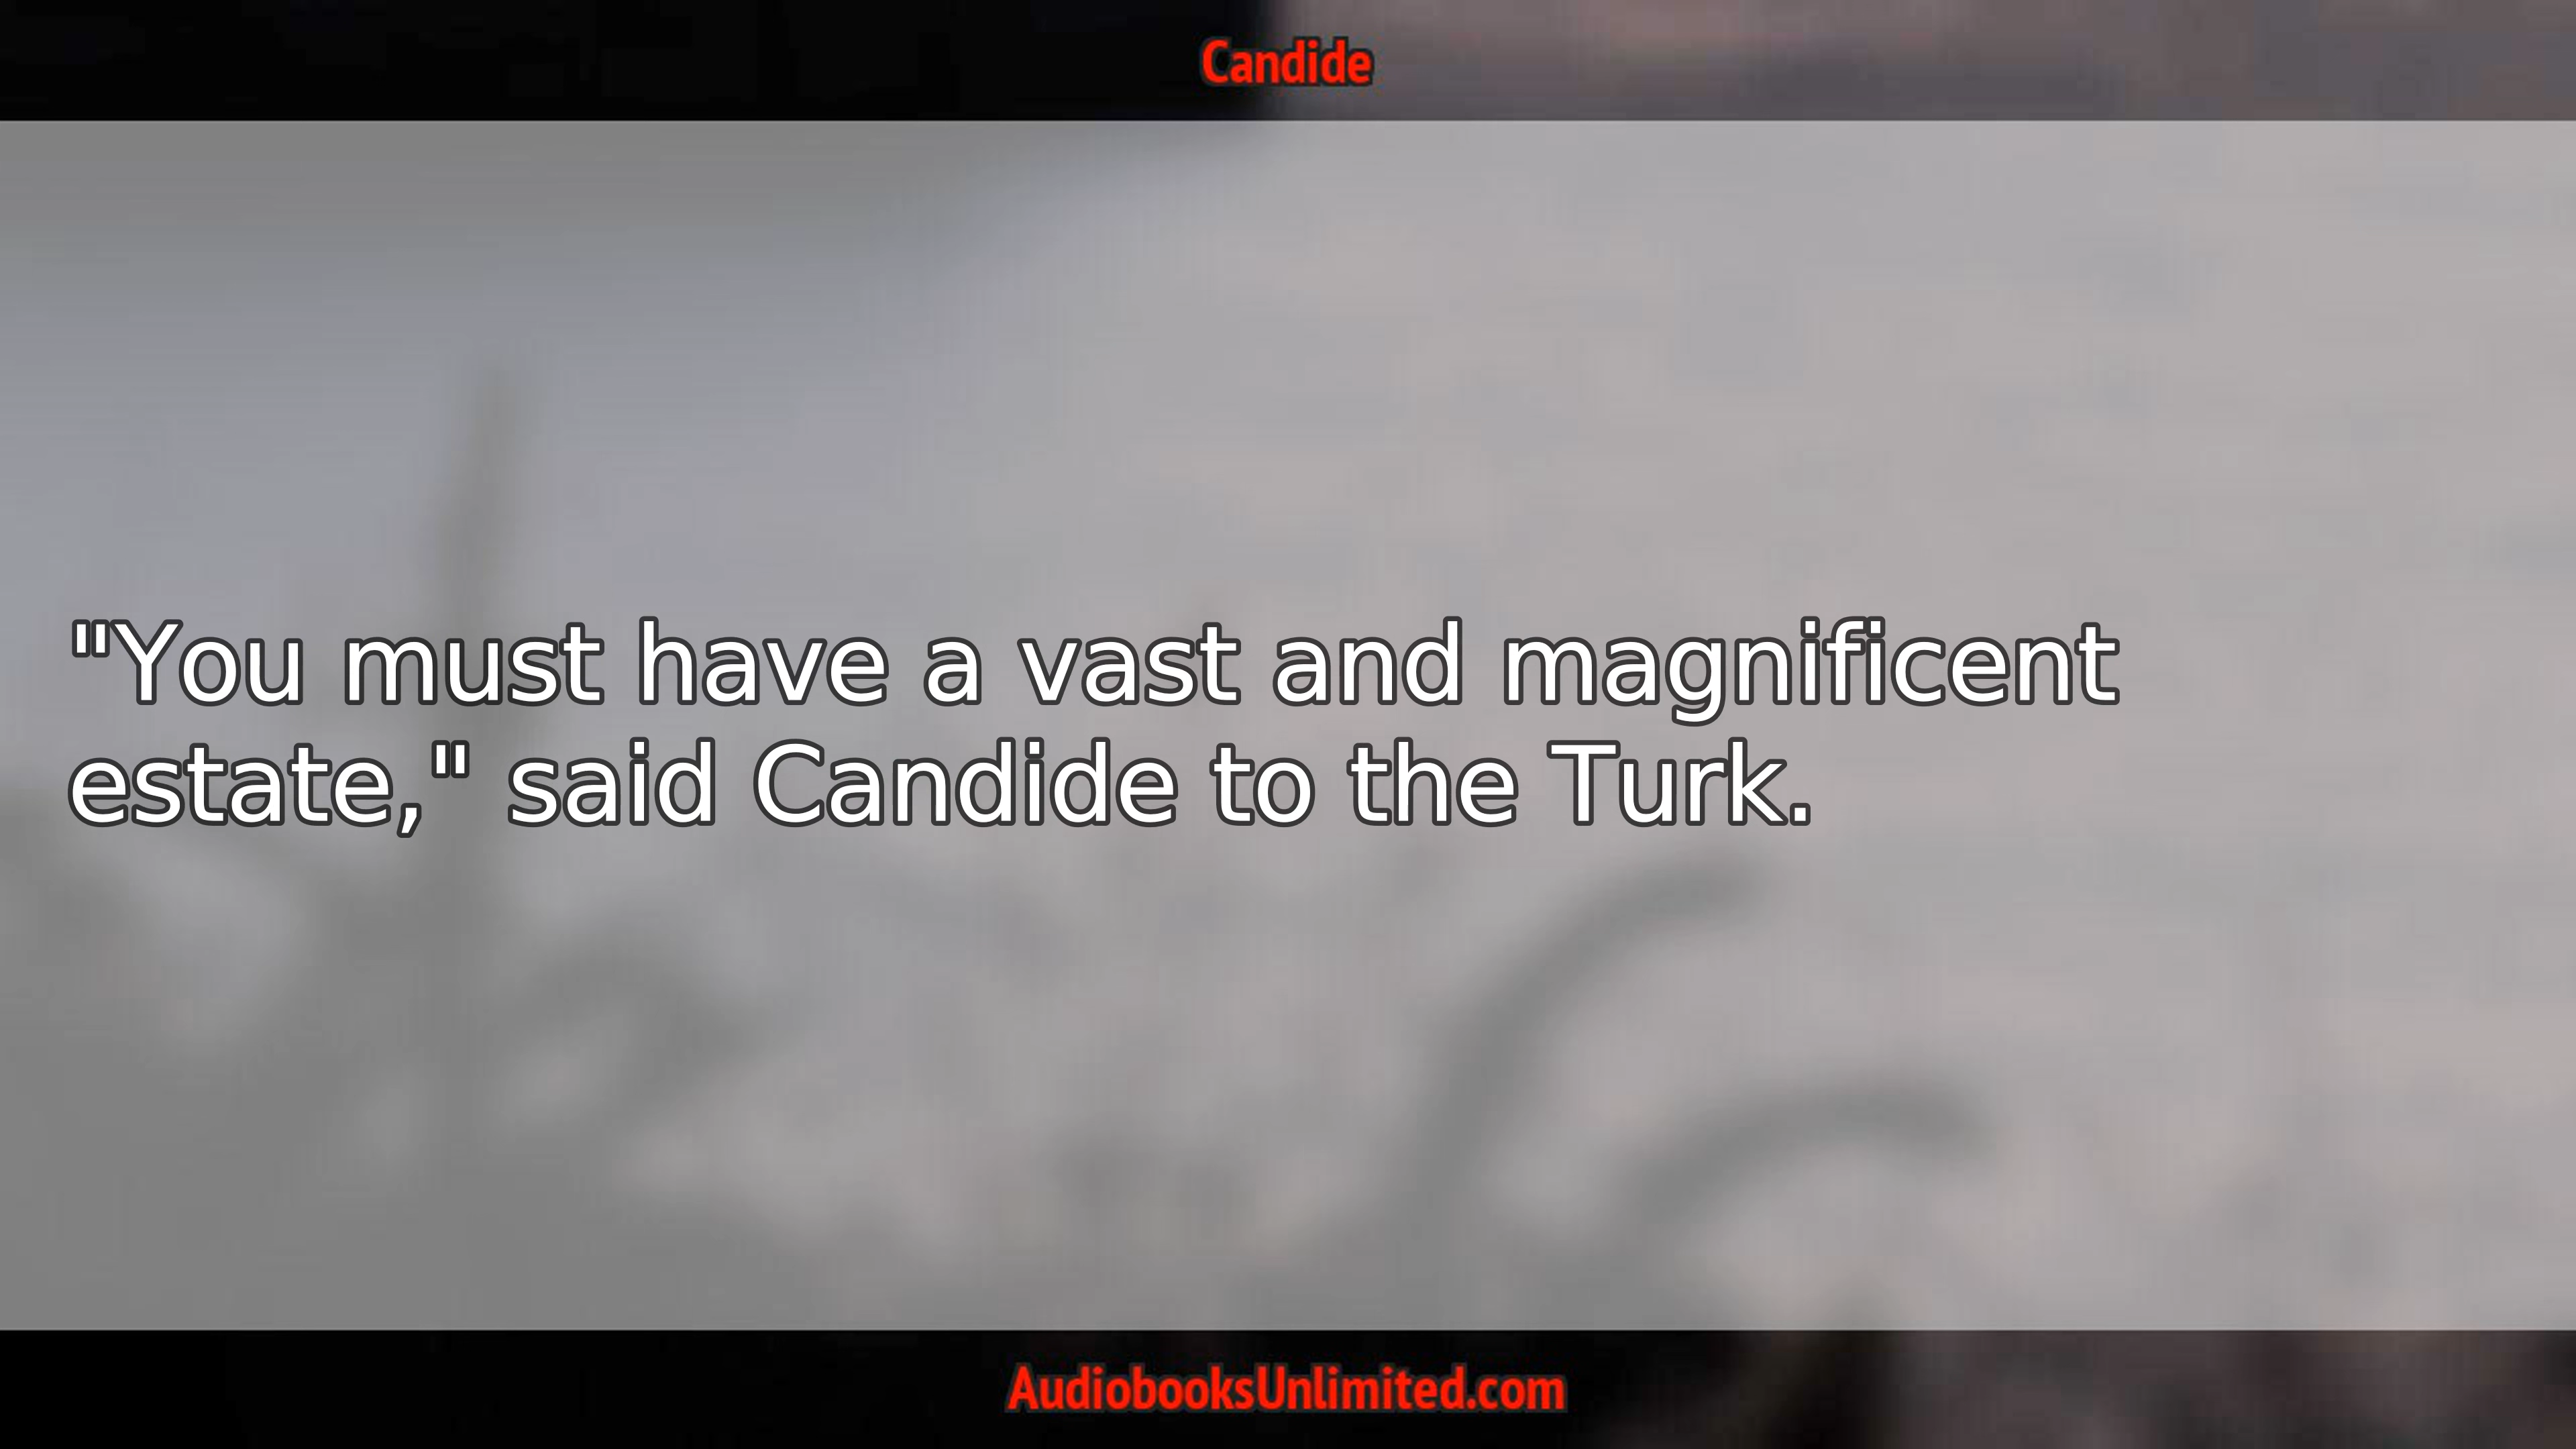 Candide
"You must have a vast and magnificent
estate," said Candide to the Turk.
AudiobooksUnlimited.com